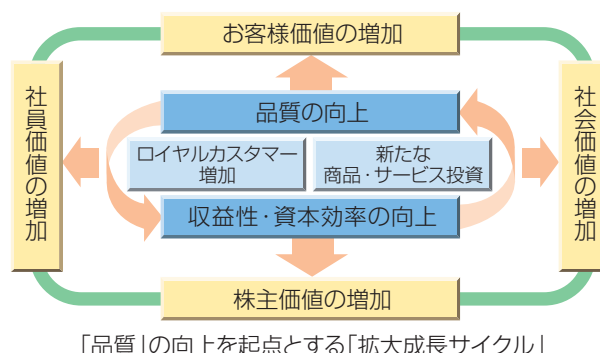 お客様価値の増加
社員価値の増加
品質の向上
ロイヤルカスタマー
増加
新たな
商品・サービス投資
収益性・資本効率の向上
社会価値の増加
株主価値の増加
「品質」の向上を起点とする「拡大成長サイクル」